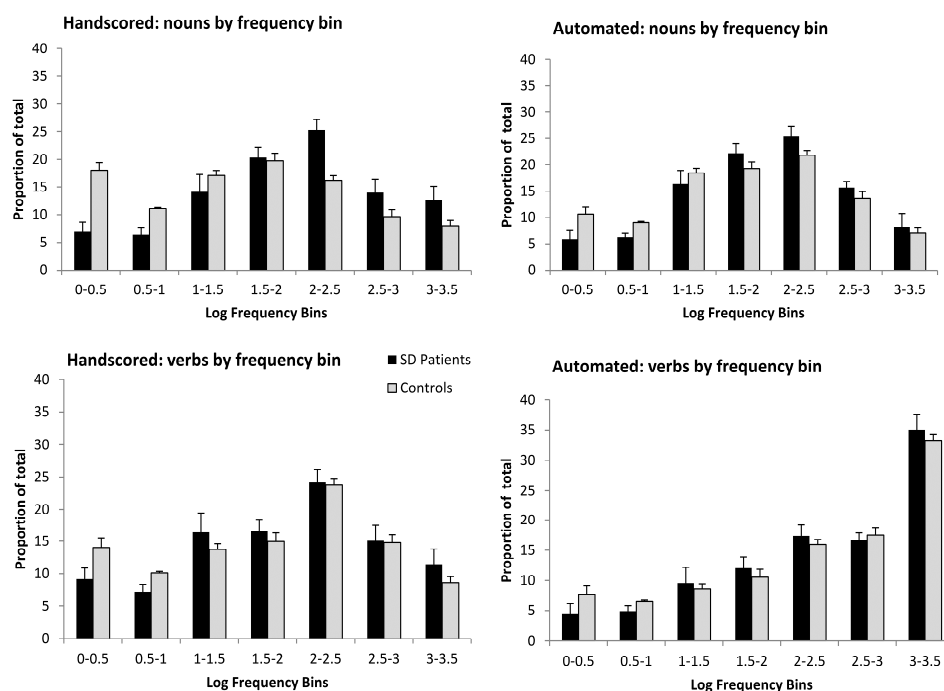 Handscored: nouns by frequency bin
40
35
30
25
20
15
10
5
0
Proportion of total
0-0.5 0.5-1 1-1.5 1.5-2 2-2.5 2.5-3 3-3.5
Log Frequency Bins
Automated: nouns by frequency bin
40
35
30
25
20
15
10
5
0
Proportion of total
0-0.5 0.5-1 1-1.5 1.5-2 2-2.5 2.5-3 3-3.5
Log Frequency Bins
Handscored: verbs by frequency bin
SD Patients
Controls
40
35
30
25
20
15
10
5
0
Proportion of total
0-0.5 0.5-1 1-1.5 1.5-2 2-2.5 2.5-3 3-3.5
Log Frequency Bins
Automated: verbs by frequency bin
40
35
30
25
20
15
10
5
0
Proportion of total
0-0.5 0.5-1 1-1.5 1.5-2 2-2.5 2.5-3 3-3.5
Log Frequency Bins